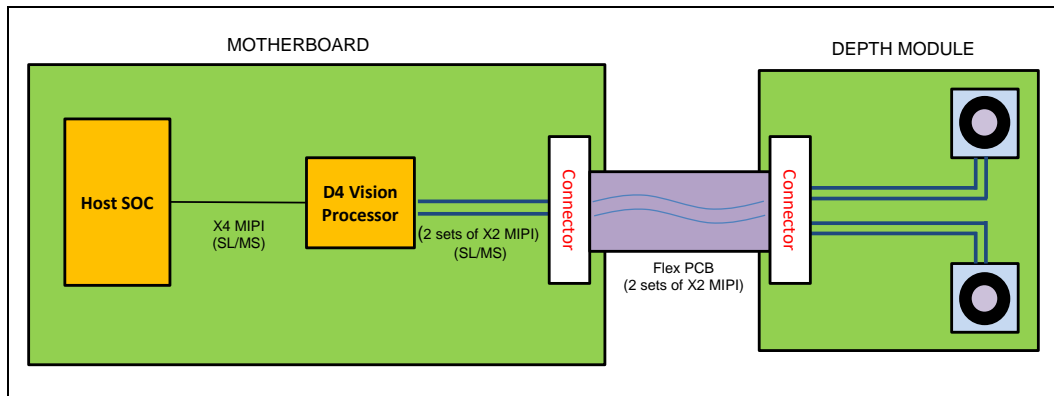 MOTHERBOARD
DEPTH MODULE
Host SOC
X4 MIPI
(SL/MS)
D4 Vision
Processor
(2 sets of X2 MIPI)
(SL/MS)
Connector
Flex PCB
(2 sets of X2 MIPI)
Connector